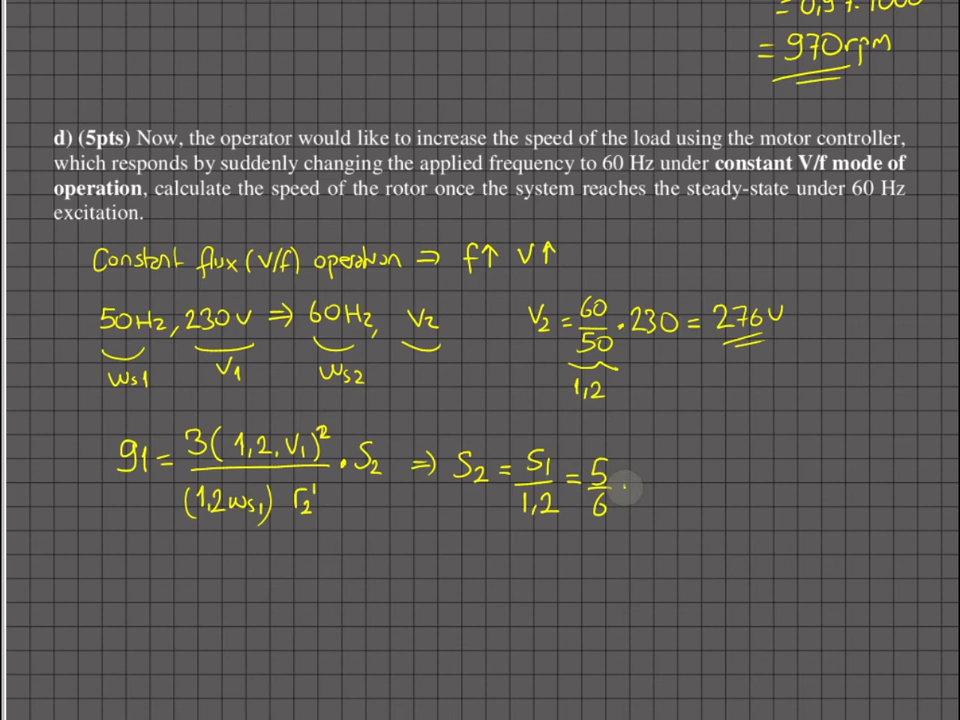 = 0,97.1000
= 970rpm
d) (5pts) Now, the operator would like to increase the speed of the load using the motor controller,
which responds by suddenly changing the applied frequency to 60 Hz under constant V/f mode of
operation, calculate the speed of the rotor once the system reaches the steady-state under 60 Hz
excitation.
Constant flux (V/f) operation ⇒ f↑ V↑
50Hz, 230V ⇒ 60Hz, V2 V2 = 60/50 . 230 = 276V
Ws1 V1 Ws2 1,2
91 = 3(1,2.V1)² / (1,2Ws1) r2' . S2 ⇒ S2 = S1/1,2 = 5/6 .